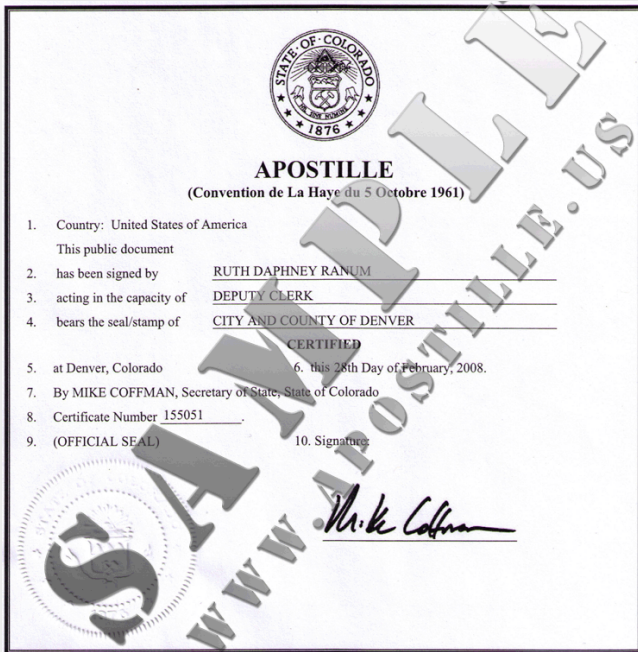 STATE·OF·COLORADO
NIL SINE NUMINE
★ ★ ★ 1876 ★ ★ ★
APOSTILLE
(Convention de La Haye du 5 Octobre 1961)
1. Country: United States of America
This public document
2. has been signed by RUTH DAPHNEY RANUM
3. acting in the capacity of DEPUTY CLERK
4. bears the seal/stamp of CITY AND COUNTY OF DENVER
CERTIFIED
5. at Denver, Colorado 6. this 28th Day of February, 2008.
7. By MIKE COFFMAN, Secretary of State, State of Colorado
8. Certificate Number 155051.
9. (OFFICIAL SEAL) 10. Signature:
Mike Coffman
SAMPLE
WWW.APOSTILLE.US